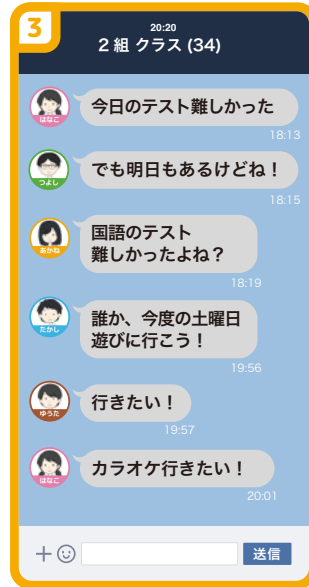 3
20:20
2組 クラス (34)
今日のテスト難しかった
はなこ
18:13
でも明日もあるけどね！
つよし
18:15
国語のテスト
難しかったよね？
あかね
18:19
誰か、今度の土曜日
遊びに行こう！
たかし
19:56
行きたい！
ゆうた
19:57
カラオケ行きたい！
はなこ
20:01
送信